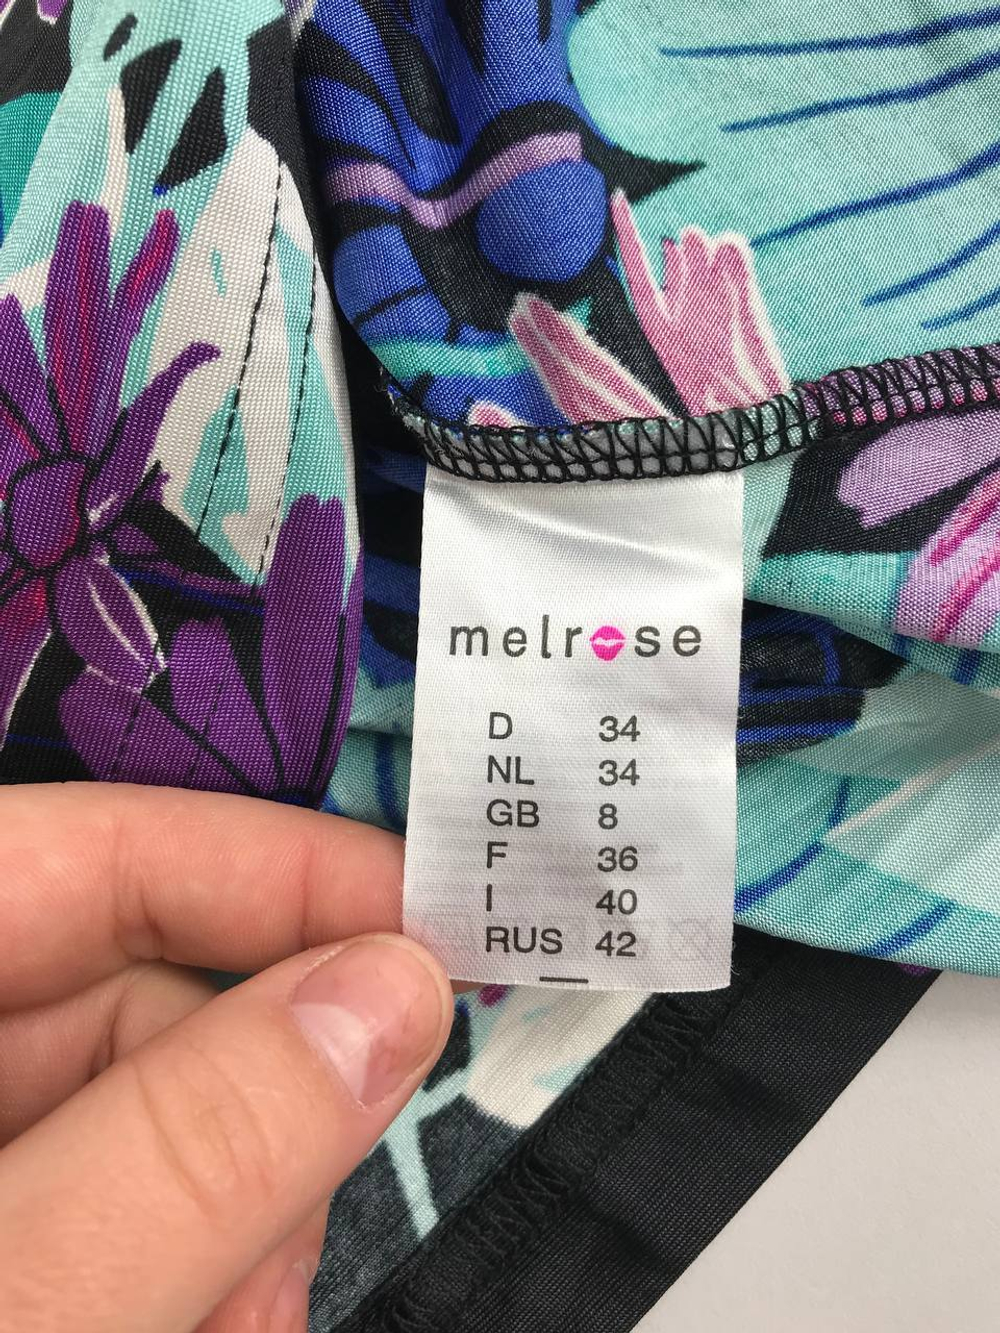 melrose
D 34
NL 34
GB 8
F 36
I 40
RUS 42